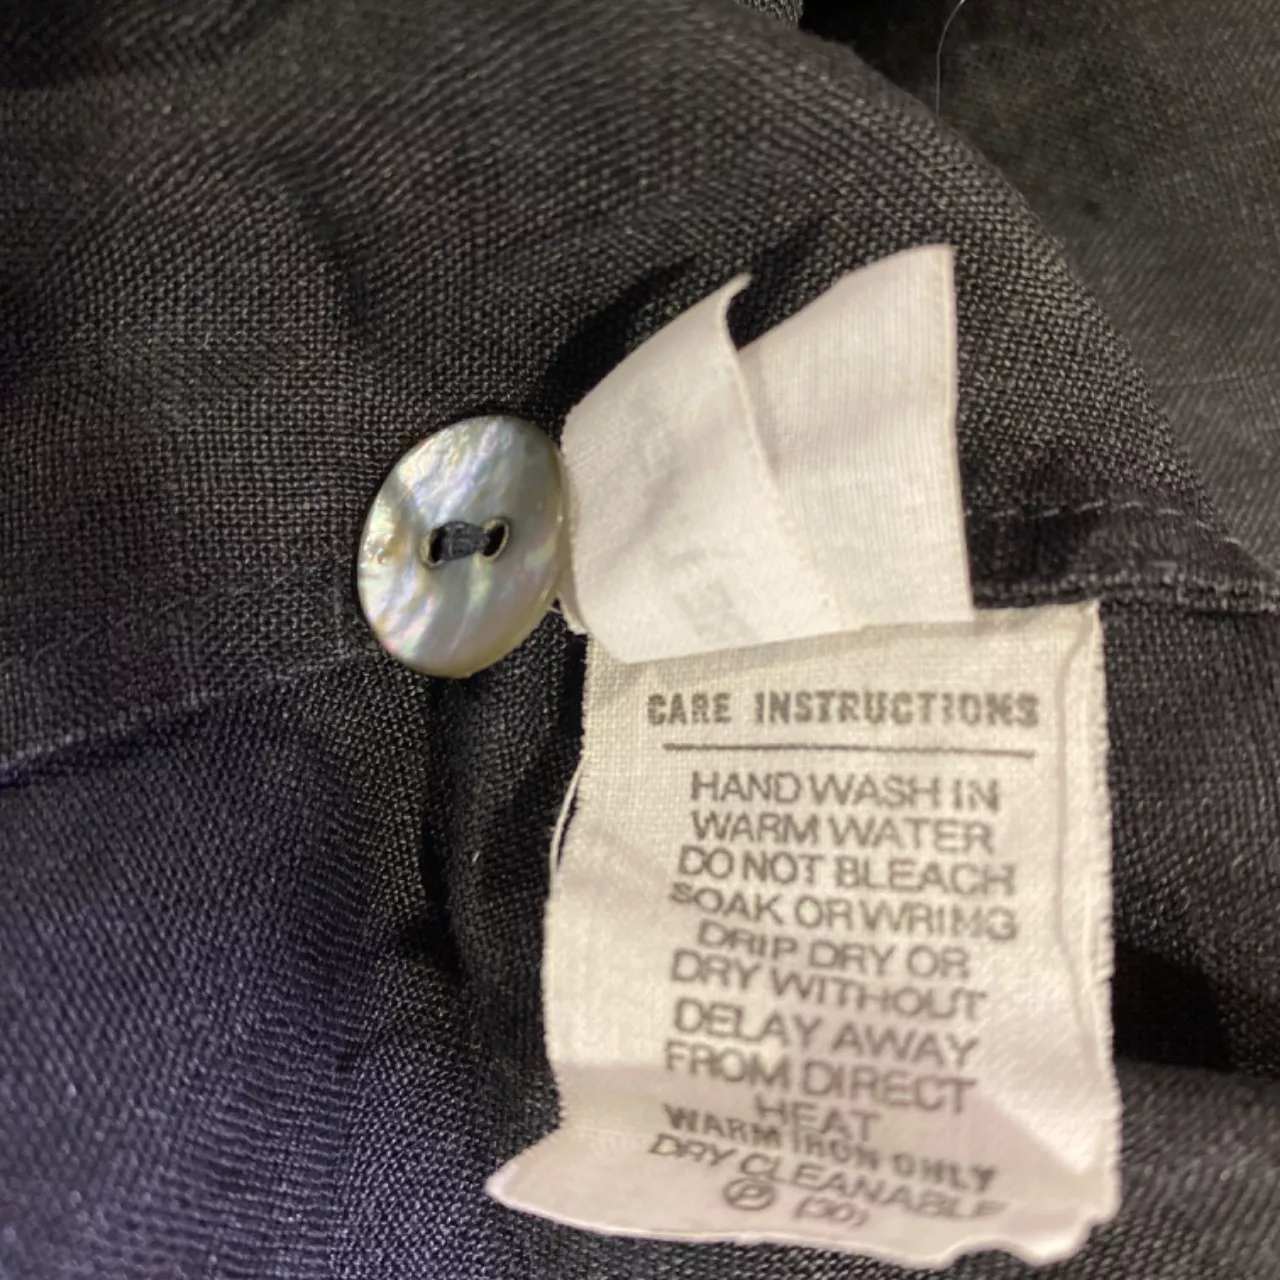 CARE INSTRUCTIONS
HAND WASH IN
WARM WATER
DO NOT BLEACH
SOAK OR WRING
DRIP DRY OR
DRY WITHOUT
DELAY AWAY
FROM DIRECT
HEAT
WARM IRON ONLY
DRY CLEANABLE
Ⓟ (30)